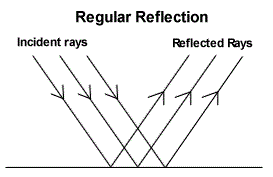 Regular Reflection
Incident rays
Reflected Rays